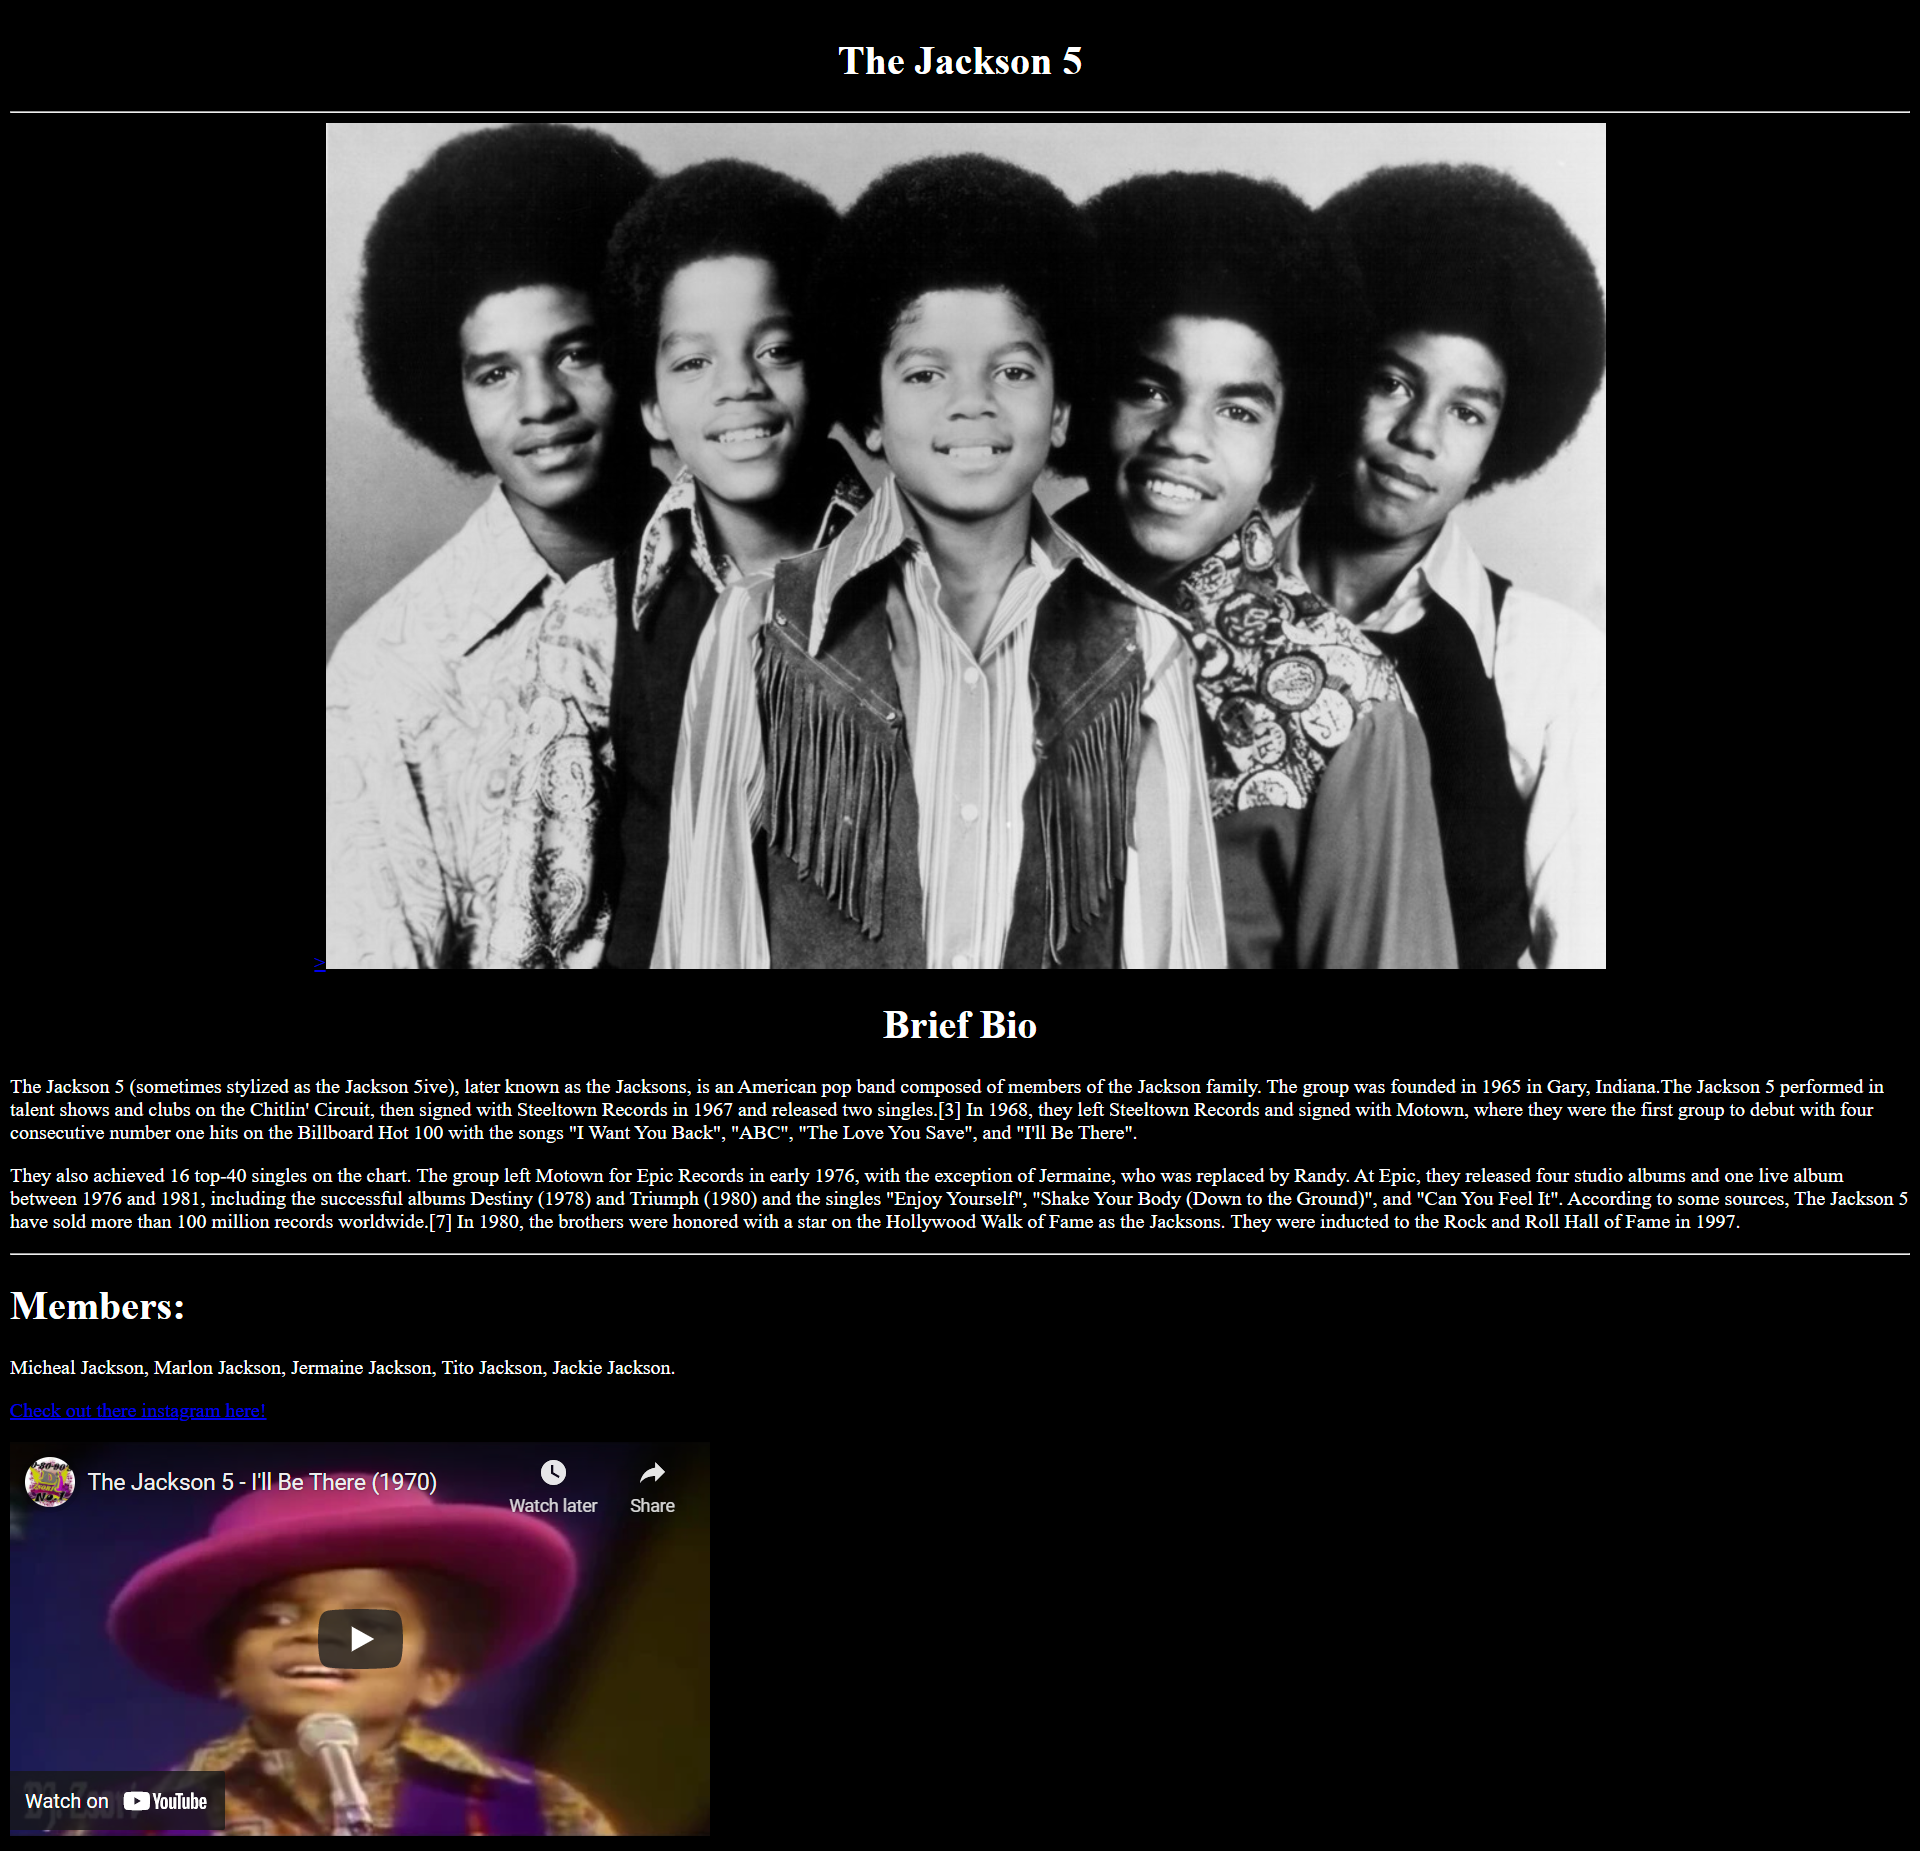 The Jackson 5
>
Brief Bio
The Jackson 5 (sometimes stylized as the Jackson 5ive), later known as the Jacksons, is an American pop band composed of members of the Jackson family. The group was founded in 1965 in Gary, Indiana.The Jackson 5 performed in
talent shows and clubs on the Chitlin' Circuit, then signed with Steeltown Records in 1967 and released two singles.[3] In 1968, they left Steeltown Records and signed with Motown, where they were the first group to debut with four
consecutive number one hits on the Billboard Hot 100 with the songs "I Want You Back", "ABC", "The Love You Save", and "I'll Be There".
They also achieved 16 top-40 singles on the chart. The group left Motown for Epic Records in early 1976, with the exception of Jermaine, who was replaced by Randy. At Epic, they released four studio albums and one live album
between 1976 and 1981, including the successful albums Destiny (1978) and Triumph (1980) and the singles "Enjoy Yourself", "Shake Your Body (Down to the Ground)", and "Can You Feel It". According to some sources, The Jackson 5
have sold more than 100 million records worldwide.[7] In 1980, the brothers were honored with a star on the Hollywood Walk of Fame as the Jacksons. They were inducted to the Rock and Roll Hall of Fame in 1997.
Members:
Micheal Jackson, Marlon Jackson, Jermaine Jackson, Tito Jackson, Jackie Jackson.
Check out there instagram here!
The Jackson 5 - I'll Be There (1970)
Watch later
Share
Watch on YouTube